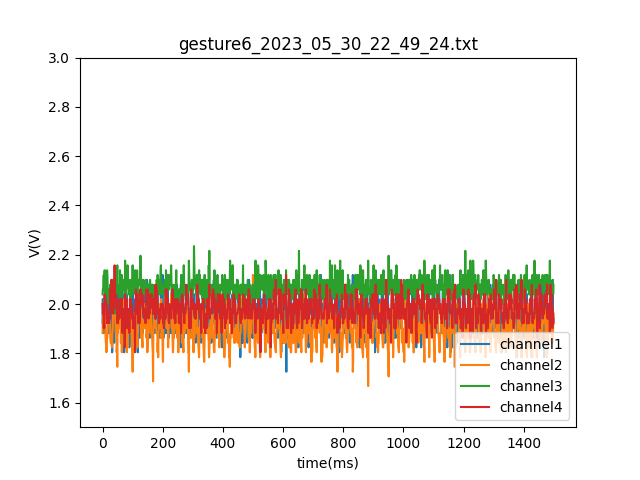 gesture6_2023_05_30_22_49_24.txt
V(V)
3.0
2.8
2.6
2.4
2.2
2.0
1.8
1.6
channel1
channel2
channel3
channel4
0 200 400 600 800 1000 1200 1400
time(ms)